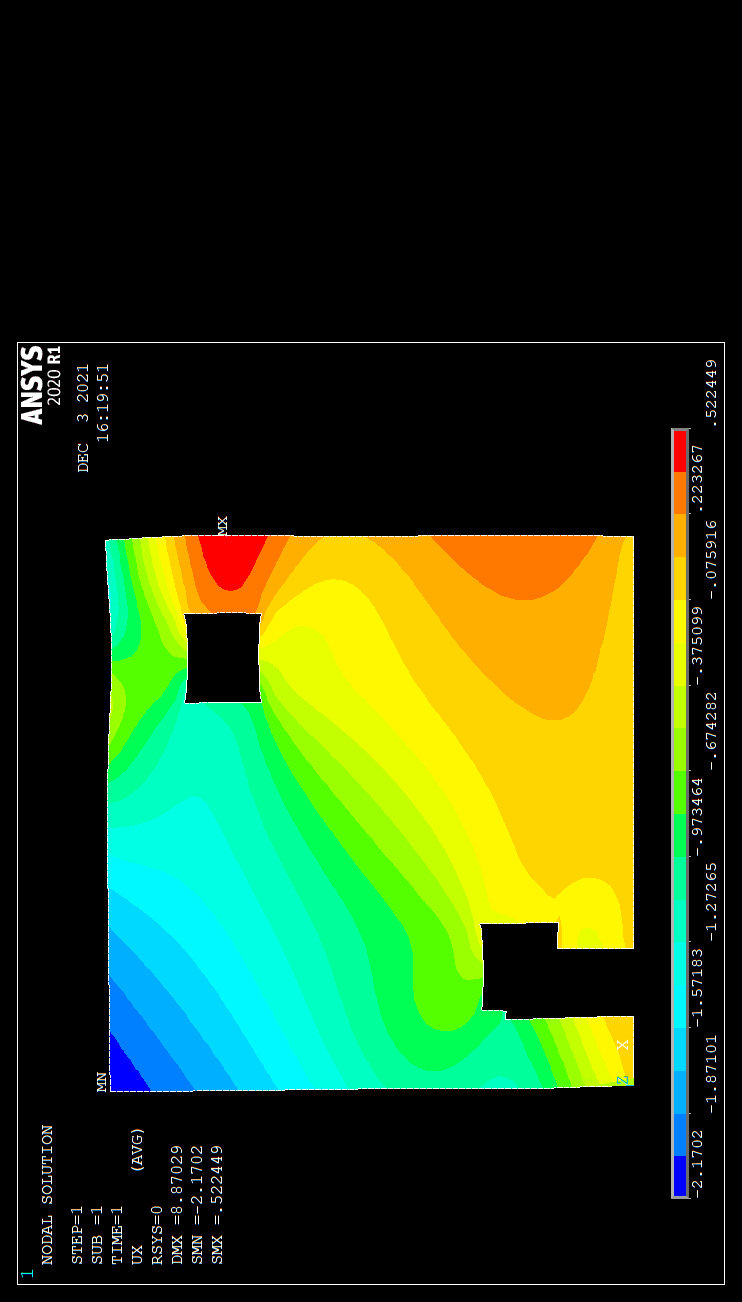 1
NODAL SOLUTION
STEP=1
SUB =1
TIME=1
UX (AVG)
RSYS=0
DMX =8.87029
SMN =-2.1702
SMX =.522449
ANSYS
2020 R1
DEC 3 2021
16:19:51
MN
MX
Z
X
-2.1702
-1.87101
-1.57183
-1.27265
-.973464
-.674282
-.375099
-.075916
.223267
.522449